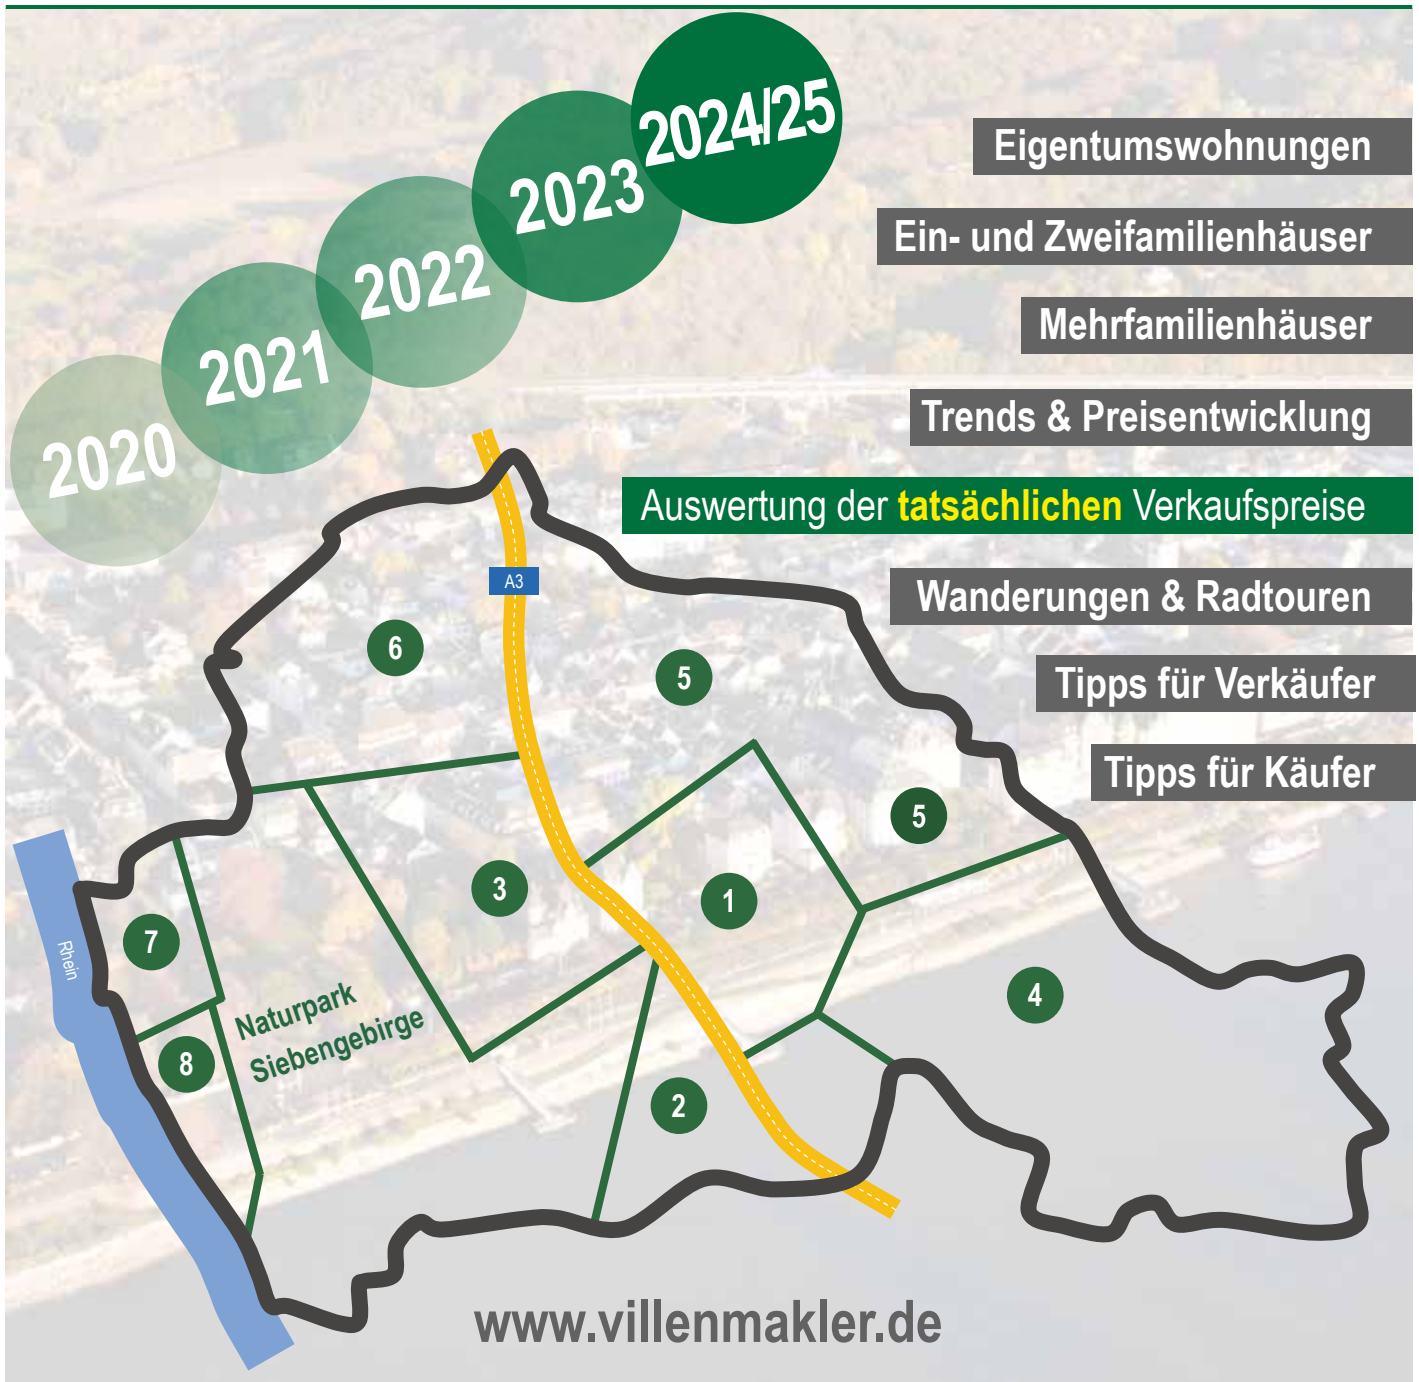 2024/25
2023
2022
2021
2020
Eigentumswohnungen
Ein- und Zweifamilienhäuser
Mehrfamilienhäuser
Trends & Preisentwicklung
Auswertung der tatsächlichen Verkaufspreise
Wanderungen & Radtouren
Tipps für Verkäufer
Tipps für Käufer
A3
6
5
5
3
1
7
Rhein
4
Naturpark
Siebengebirge
8
2
www.villenmakler.de